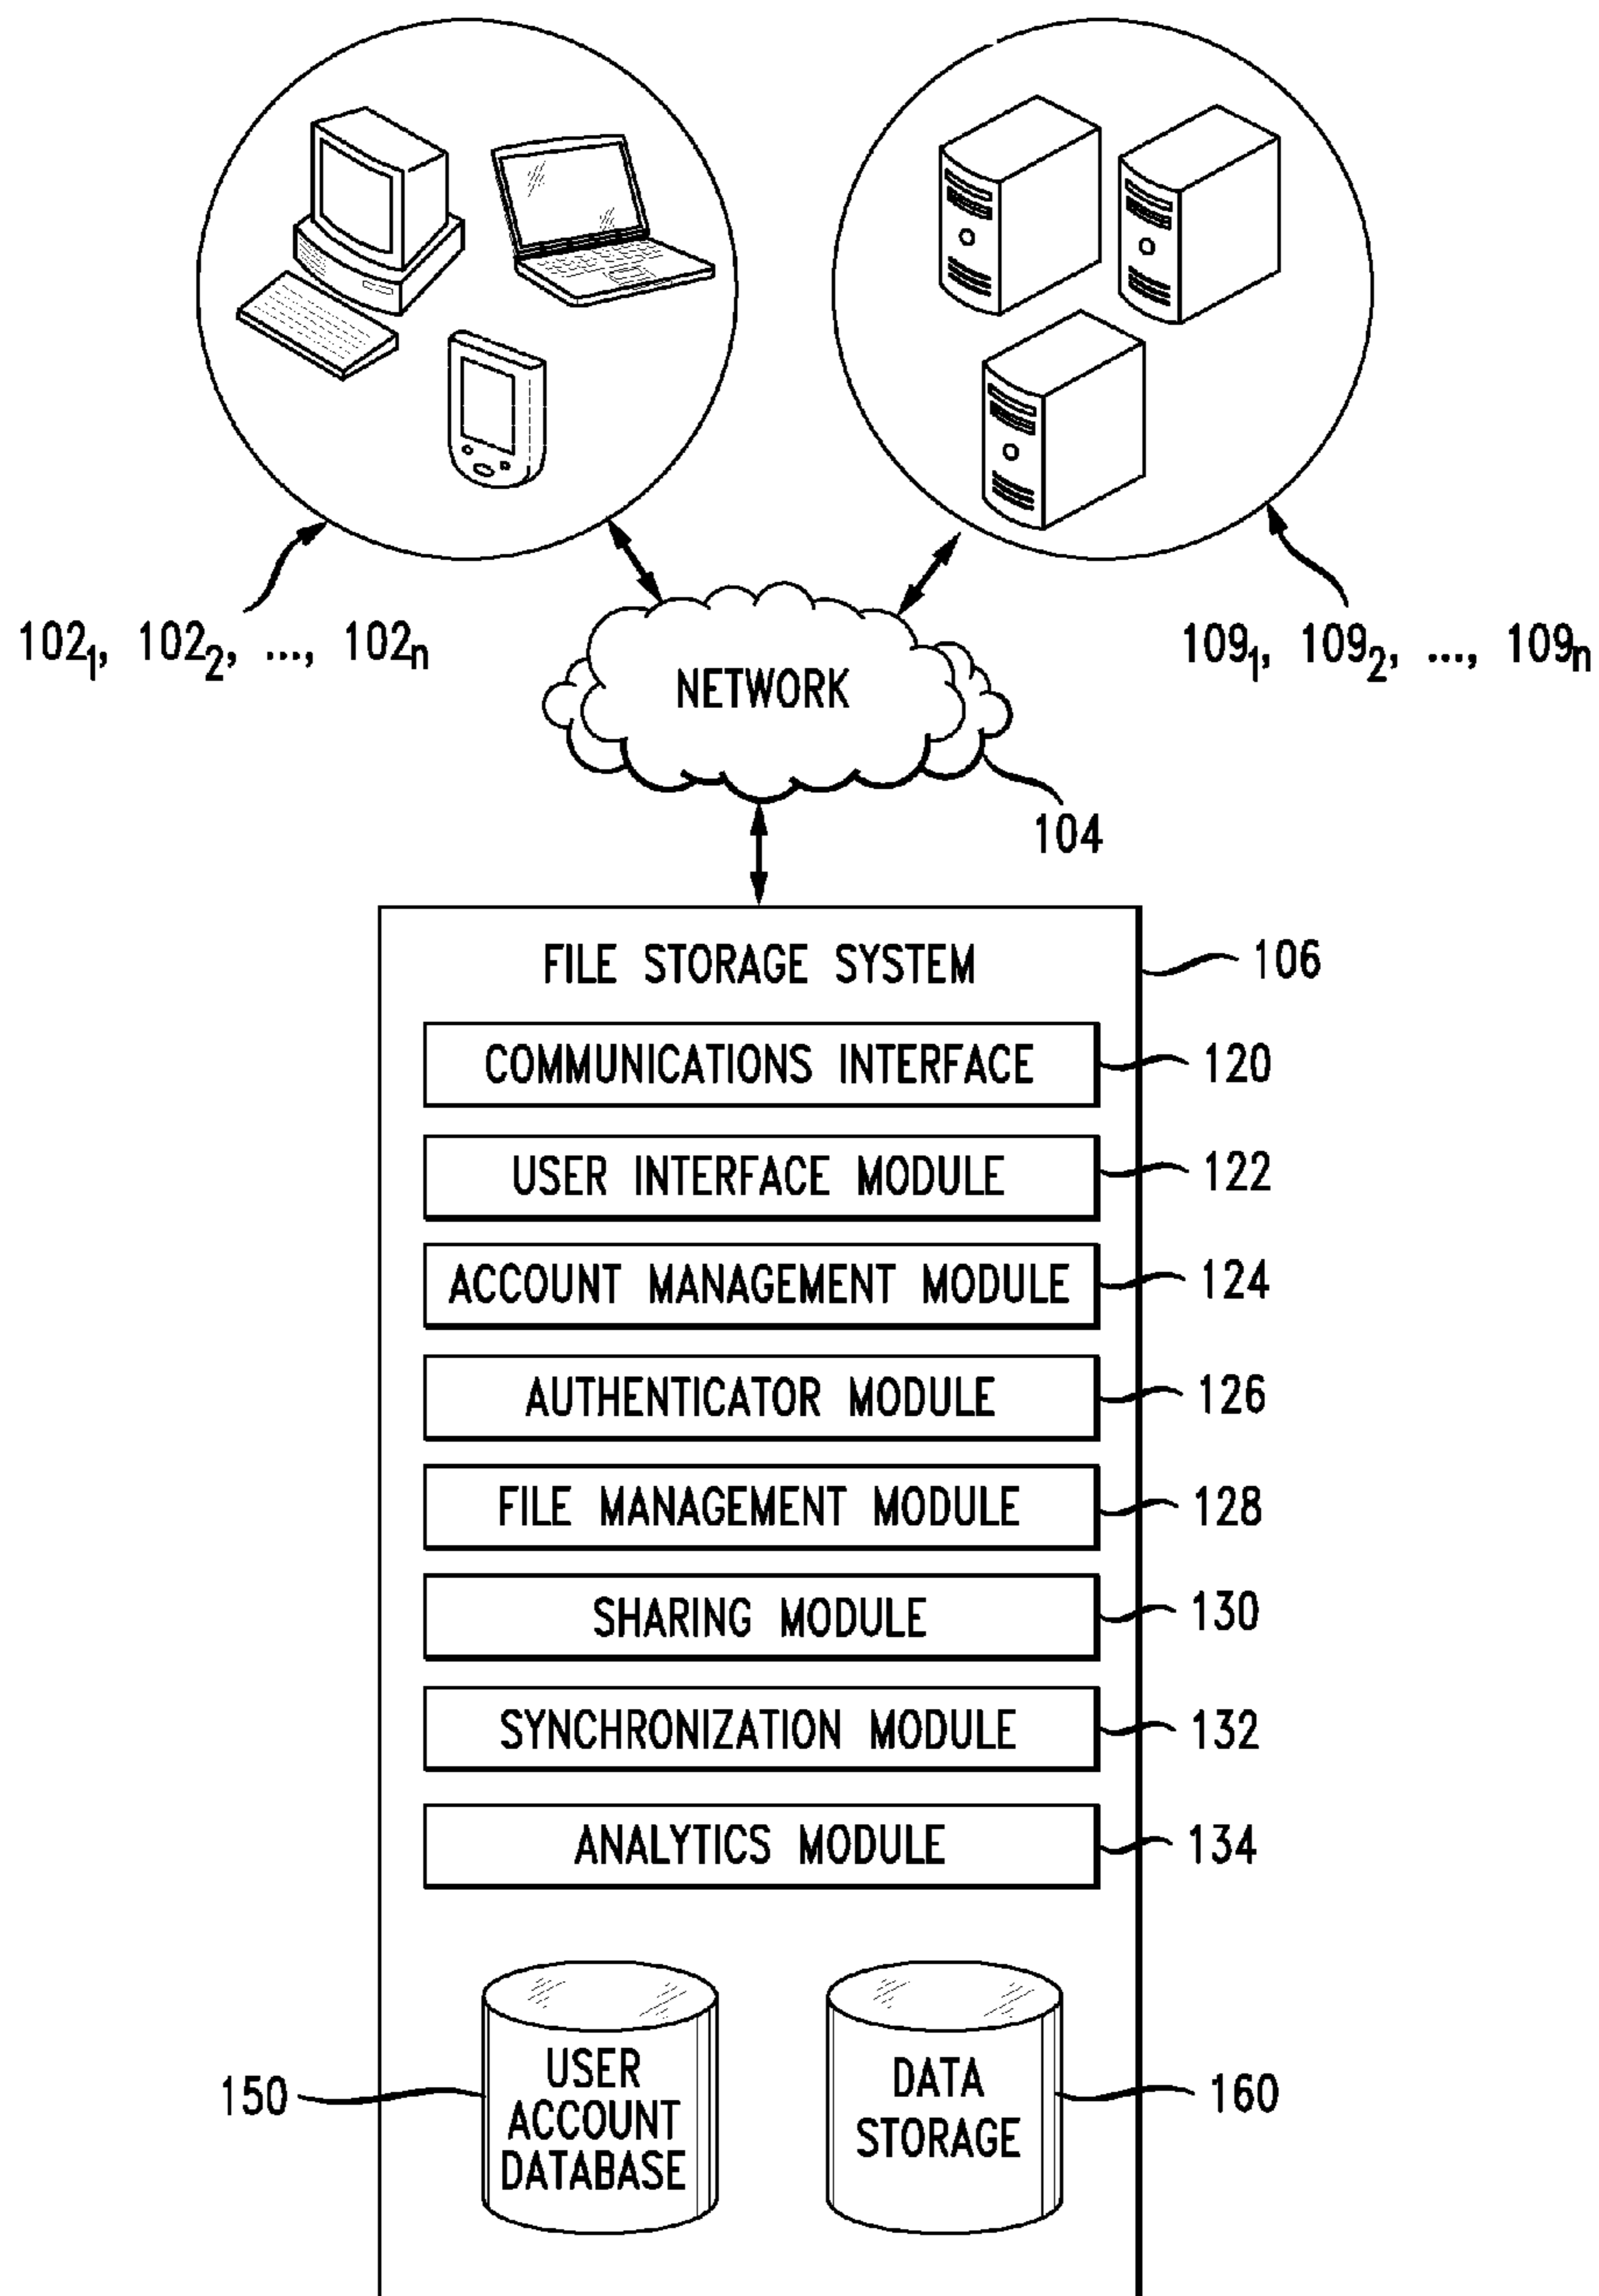 102₁, 102₂, ..., 102ₙ
109₁, 109₂, ..., 109ₙ
NETWORK
104
FILE STORAGE SYSTEM
106
COMMUNICATIONS INTERFACE
120
USER INTERFACE MODULE
122
ACCOUNT MANAGEMENT MODULE
124
AUTHENTICATOR MODULE
126
FILE MANAGEMENT MODULE
128
SHARING MODULE
130
SYNCHRONIZATION MODULE
132
ANALYTICS MODULE
134
150
USER
ACCOUNT
DATABASE
DATA
STORAGE
160